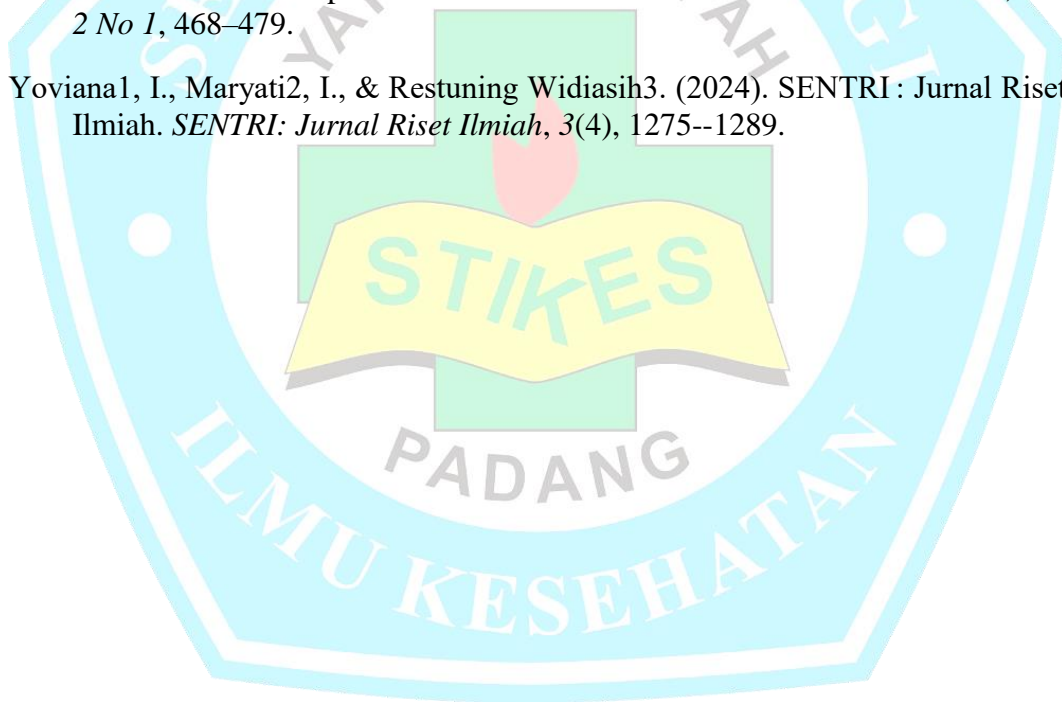 2 No 1, 468–479.
Yoviana1, I., Maryati2, I., & Restuning Widiasih3. (2024). SENTRI : Jurnal Riset
Ilmiah. SENTRI: Jurnal Riset Ilmiah, 3(4), 1275--1289.
STIKES
PADANG
ILMU KESEHATAN